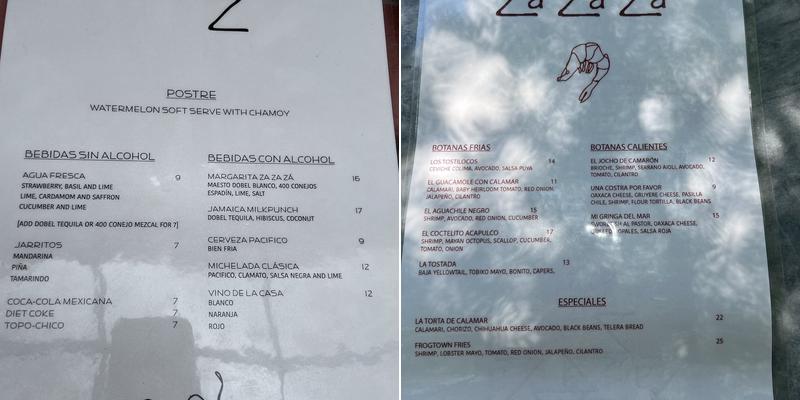 Z
POSTRE
WATERMELON SOFT SERVE WITH CHAMOY
BEBIDAS SIN ALCOHOL
AGUA FRESCA 9
STRAWBERRY, BASIL AND LIME
LIME, CARDAMOM AND SAFFRON
CUCUMBER AND LIME
[ADD DOBEL TEQUILA OR 400 CONEJO MEZCAL FOR 7]
JARRITOS 7
MANDARINA
PIÑA
TAMARINDO
COCA-COLA MEXICANA 7
DIET COKE 7
TOPO-CHICO 7
BEBIDAS CON ALCOHOL
MARGARITA ZA ZA ZÁ 16
MAESTO DOBEL BLANCO, 400 CONEJOS
ESPADÍN, LIME, SALT
JAMAICA MILKPUNCH 17
DOBEL TEQUILA, HIBISCUS, COCONUT
CERVEZA PACIFICO 9
BIEN FRIA
MICHELADA CLÁSICA 12
PACIFICO, CLAMATO, SALSA NEGRA AND LIME
VINO DE LA CASA 12
BLANCO
NARANJA
ROJO
Za Za Za
BOTANAS FRIAS
LOS TOSTILOCOS 14
CEVICHE COLIMA, AVOCADO, SALSA PUYA
EL GUACAMOLE CON CALAMAR 11
CALAMARI, BABY HEIRLOOM TOMATO, RED ONION,
JALAPEÑO, CILANTRO
EL AGUACHILE NEGRO 15
SHRIMP, AVOCADO, RED ONION, CUCUMBER
EL COCTELITO ACAPULCO 17
SHRIMP, MAYAN OCTOPUS, SCALLOP, CUCUMBER,
TOMATO, ONION
LA TOSTADA 13
BAJA YELLOWTAIL, TOBIKO MAYO, BONITO, CAPERS,
BOTANAS CALIENTES
EL JOCHO DE CAMARÓN 12
BRIOCHE, SHRIMP, SERRANO AIOLI, AVOCADO,
TOMATO, CILANTRO
UNA COSTRA POR FAVOR 9
OAXACA CHEESE, GRUYERE CHEESE, PASILLA
CHILE, SHRIMP, FLOUR TORTILLA, BLACK BEANS
MI GRINGA DEL MAR 15
AL PASTOR, OAXACA CHEESE,
SALSA ROJA
ESPECIALES
LA TORTA DE CALAMAR 22
CALAMARI, CHORIZO, CHIHUAHUA CHEESE, AVOCADO, BLACK BEANS, TELERA BREAD
FROGTOWN FRIES 25
SHRIMP, LOBSTER MAYO, TOMATO, RED ONION, JALAPEÑO, CILANTRO